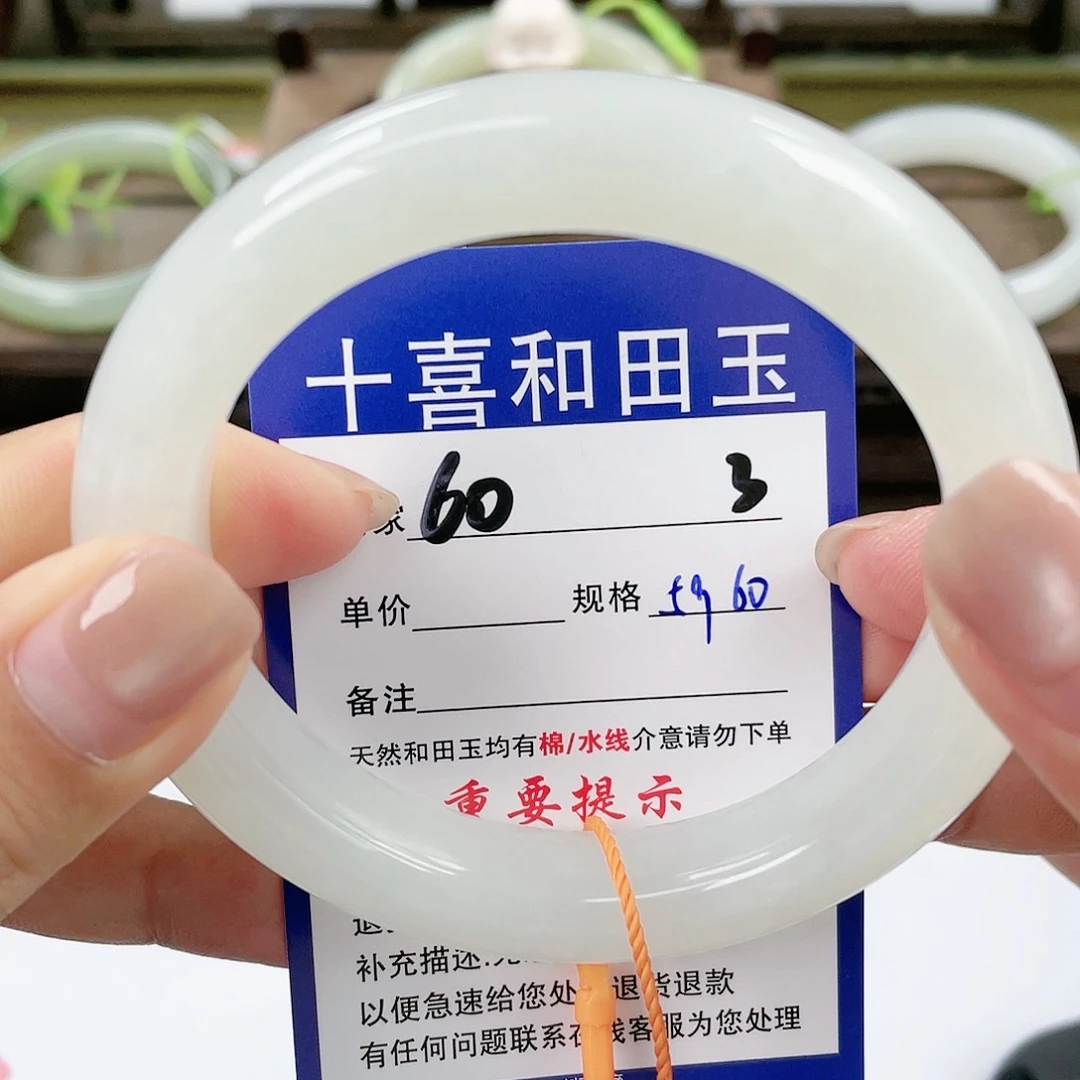 十喜和田玉
家 60 3
单价 规格 59 60
备注
天然和田玉均有棉/水线介意请勿下单
重要提示
补充描述
以便急速给您处 退货退款
有任何问题联系在线客服为您处理